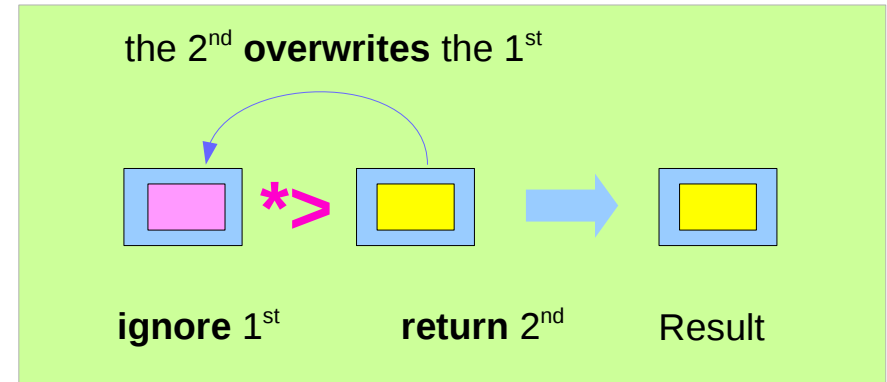 the 2nd overwrites the 1st
*>
ignore 1st return 2nd Result